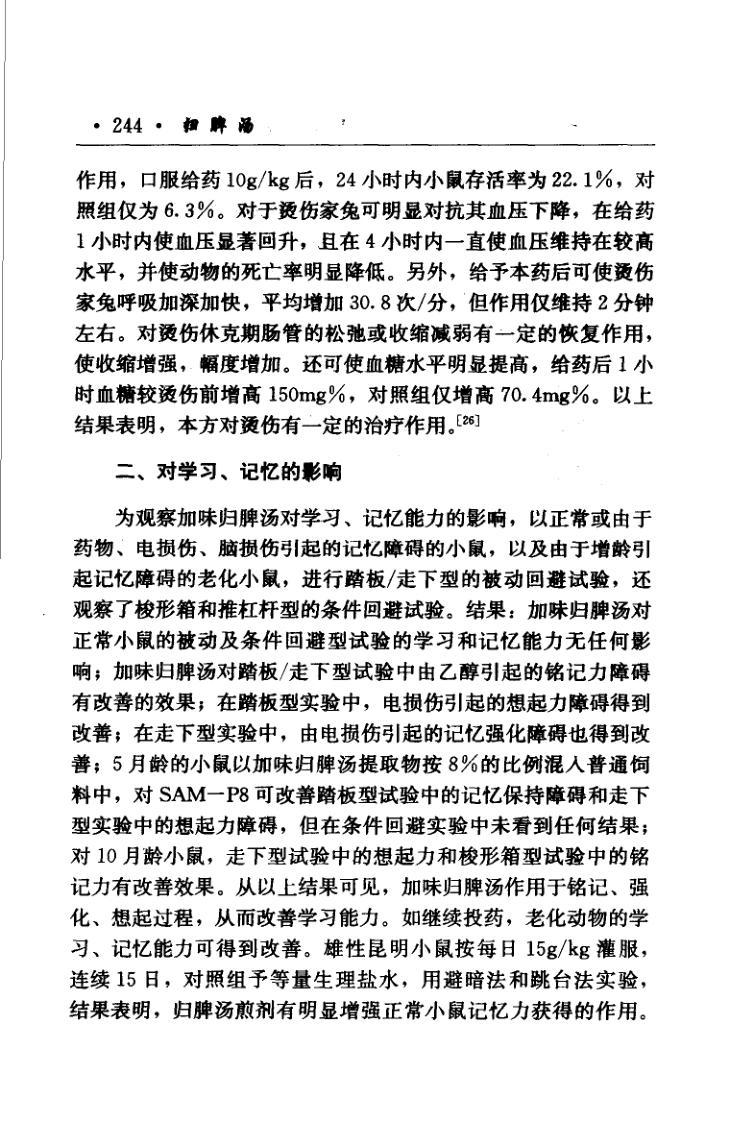 ·244· 归脾汤
作用，口服给药10g/kg后，24小时内小鼠存活率为22.1%，对
照组仅为6.3%。对于烫伤家兔可明显对抗其血压下降，在给药
1小时内使血压显著回升，且在4小时内一直使血压维持在较高
水平，并使动物的死亡率明显降低。另外，给予本药后可使烫伤
家兔呼吸加深加快，平均增加30.8次/分，但作用仅维持2分钟
左右。对烫伤休克期肠管的松弛或收缩减弱有一定的恢复作用，
使收缩增强，幅度增加。还可使血糖水平明显提高，给药后1小
时血糖较烫伤前增高150mg%，对照组仅增高70.4mg%。以上
结果表明，本方对烫伤有一定的治疗作用。[26]
二、对学习、记忆的影响
为观察加味归脾汤对学习、记忆能力的影响，以正常或由于
药物、电损伤、脑损伤引起的记忆障碍的小鼠，以及由于增龄引
起记忆障碍的老化小鼠，进行踏板/走下型的被动回避试验，还
观察了梭形箱和推杠杆型的条件回避试验。结果：加味归脾汤对
正常小鼠的被动及条件回避型试验的学习和记忆能力无任何影
响；加味归脾汤对踏板/走下型试验中由乙醇引起的铭记力障碍
有改善的效果；在踏板型实验中，电损伤引起的想起力障碍得到
改善；在走下型实验中，由电损伤引起的记忆强化障碍也得到改
善；5月龄的小鼠以加味归脾汤提取物按8%的比例混入普通饲
料中，对SAM—P8可改善踏板型试验中的记忆保持障碍和走下
型实验中的想起力障碍，但在条件回避实验中未看到任何结果；
对10月龄小鼠，走下型试验中的想起力和梭形箱型试验中的铭
记力有改善效果。从以上结果可见，加味归脾汤作用于铭记、强
化、想起过程，从而改善学习能力。如继续投药，老化动物的学
习、记忆能力可得到改善。雄性昆明小鼠按每日15g/kg灌服，
连续15日，对照组予等量生理盐水，用避暗法和跳台法实验，
结果表明，归脾汤煎剂有明显增强正常小鼠记忆力获得的作用。